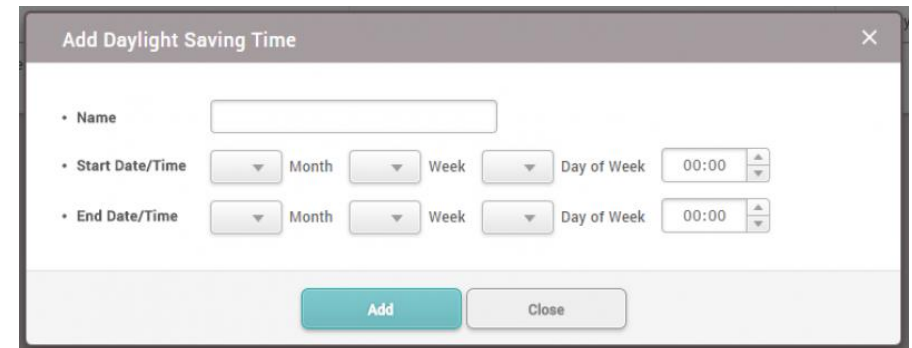 Add Daylight Saving Time
• Name
• Start Date/Time Month Week Day of Week 00:00
• End Date/Time Month Week Day of Week 00:00
Add Close